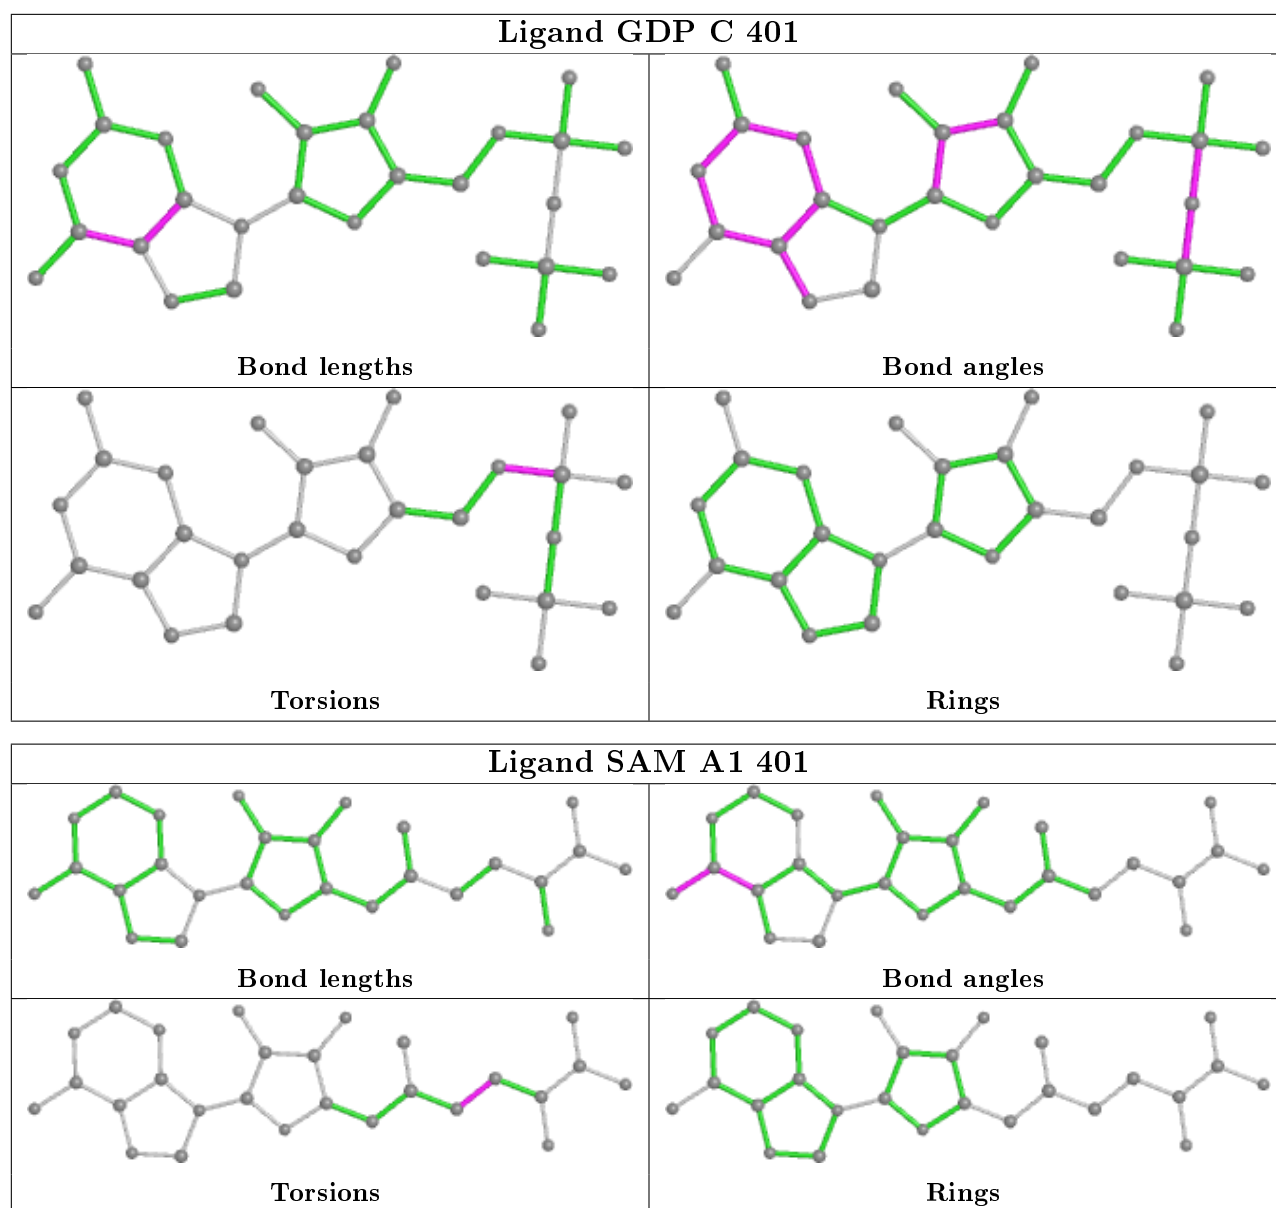 Ligand GDP C 401
Bond lengths
Bond angles
Torsions
Rings
Ligand SAM A1 401
Bond lengths
Bond angles
Torsions
Rings